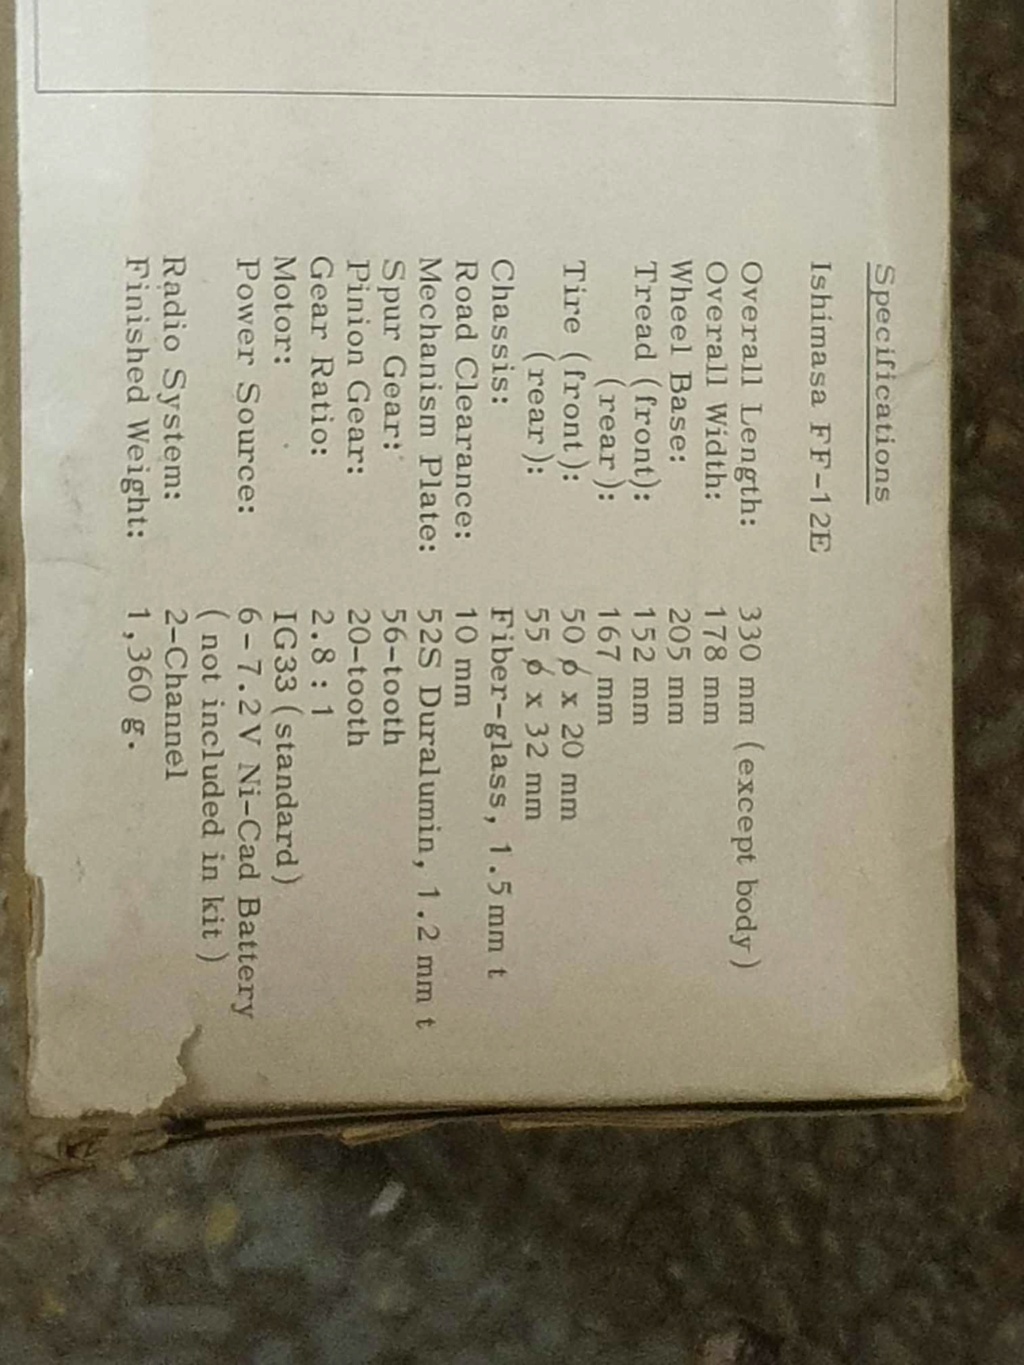 Specifications
Ishimasa FF-12E
Overall Length: 330 mm (except body)
Overall Width: 178 mm
Wheel Base: 205 mm
Tread (front): 152 mm
(rear): 167 mm
Tire (front): 50 ϕ x 20 mm
(rear): 55 ϕ x 32 mm
Chassis: Fiber-glass, 1.5 mm t
Road Clearance: 10 mm
Mechanism Plate: 52S Duralumin, 1.2 mm t
Spur Gear: 56-tooth
Pinion Gear: 20-tooth
Gear Ratio: 2.8 : 1
Motor: IG33 (standard)
Power Source: 6-7.2V Ni-Cad Battery
(not included in kit)
Radio System: 2-Channel
Finished Weight: 1,360 g.